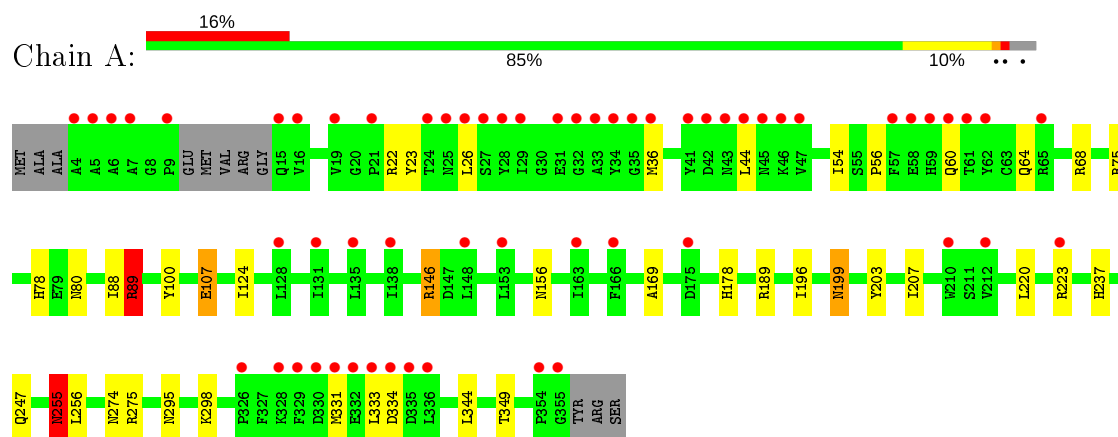 16%
Chain A:
85% 10% •• •
MET ALA ALA A4 A5 A6 A7 G8 P9 GLU MET VAL ARG GLY Q15 V16 V19 G20 P21 R22 Y23 T24 N25 L26 S27 Y28 I29 G30 E31 G32 A33 Y34 G35 M36 Y41 D42 N43 L44 N45 K46 V47 I54 S55 P56 F57 E58 H59 Q60 T61 Y62 C63 Q64 R65 R68 R75
H78 E79 N80 I88 R89 Y100 E107 I124 L128 I131 L135 I138 R146 D147 L148 L153 N156 I163 F166 A169 D175 H178 R189 I196 N199 Y203 I207 W210 S211 V212 L220 R223 H237
Q247 N255 L256 N274 R275 N295 K298 P326 F327 K328 F329 D330 M331 E332 L333 D334 D335 L336 L344 T349 P354 G355 TYR ARG SER